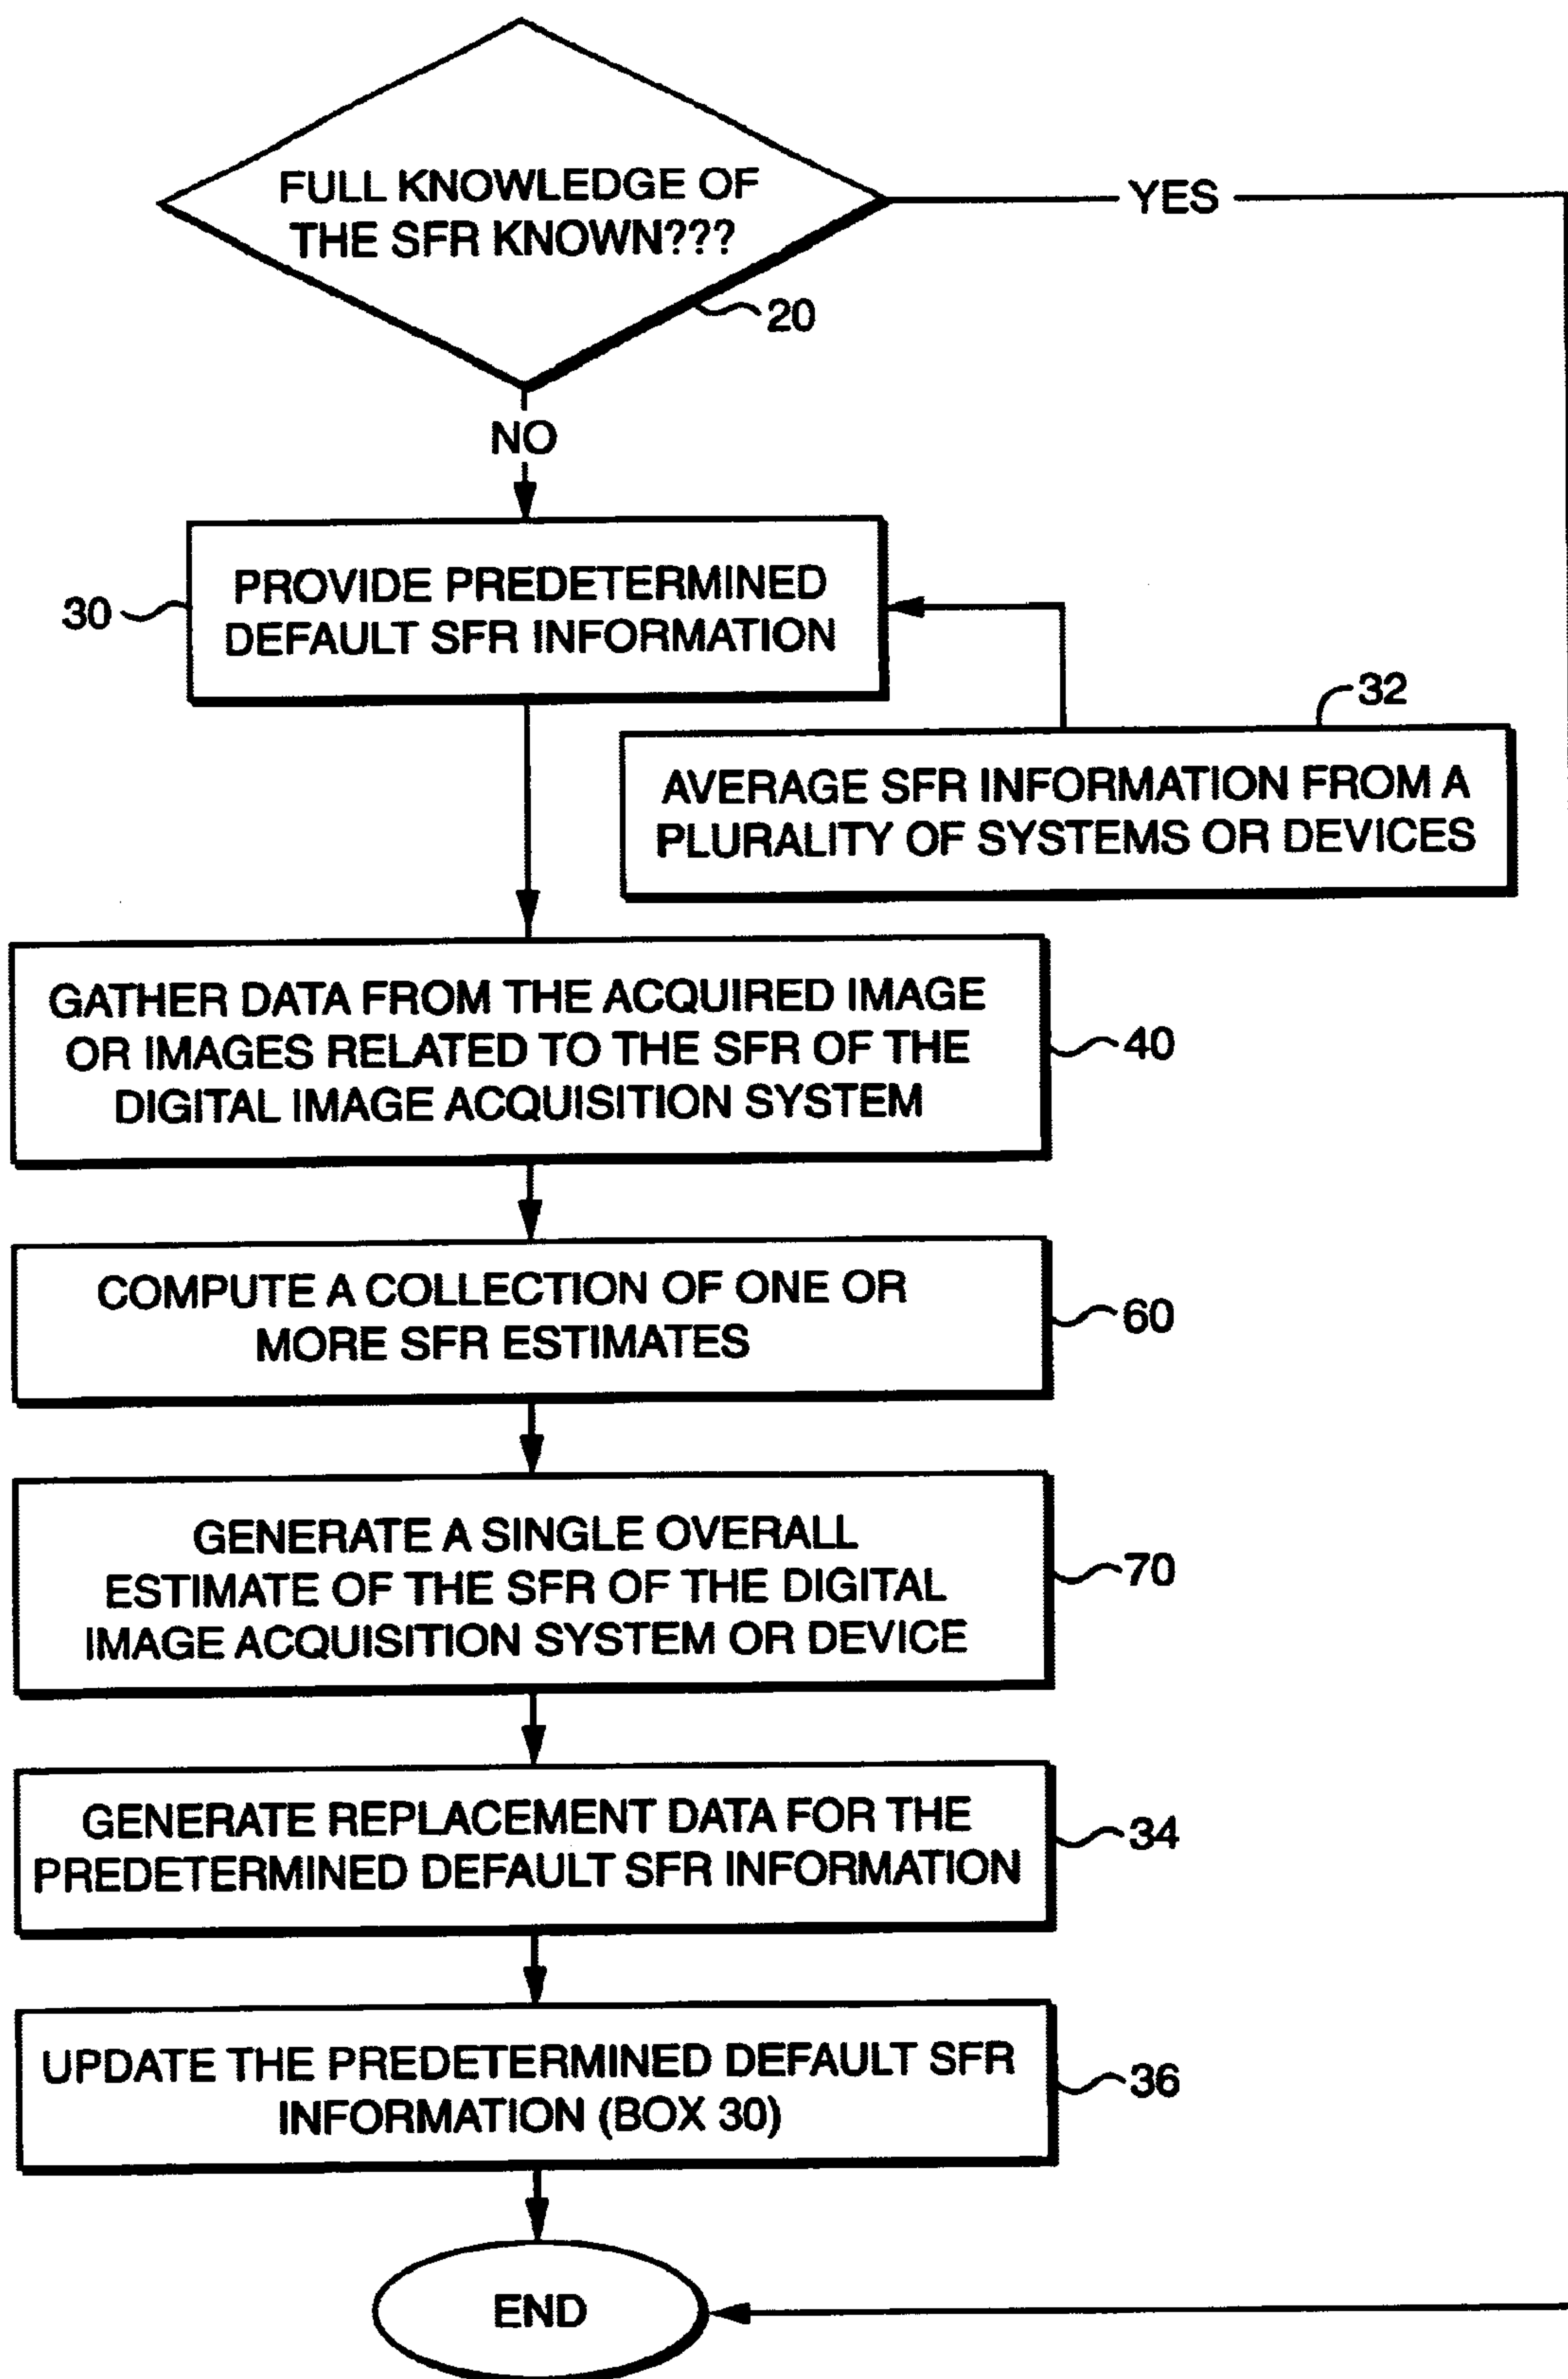 FULL KNOWLEDGE OF
THE SFR KNOWN???
YES
20
NO
PROVIDE PREDETERMINED
DEFAULT SFR INFORMATION
30
32
AVERAGE SFR INFORMATION FROM A
PLURALITY OF SYSTEMS OR DEVICES
GATHER DATA FROM THE ACQUIRED IMAGE
OR IMAGES RELATED TO THE SFR OF THE
DIGITAL IMAGE ACQUISITION SYSTEM
40
COMPUTE A COLLECTION OF ONE OR
MORE SFR ESTIMATES
60
GENERATE A SINGLE OVERALL
ESTIMATE OF THE SFR OF THE DIGITAL
IMAGE ACQUISITION SYSTEM OR DEVICE
70
GENERATE REPLACEMENT DATA FOR THE
PREDETERMINED DEFAULT SFR INFORMATION
34
UPDATE THE PREDETERMINED DEFAULT SFR
INFORMATION (BOX 30)
36
END